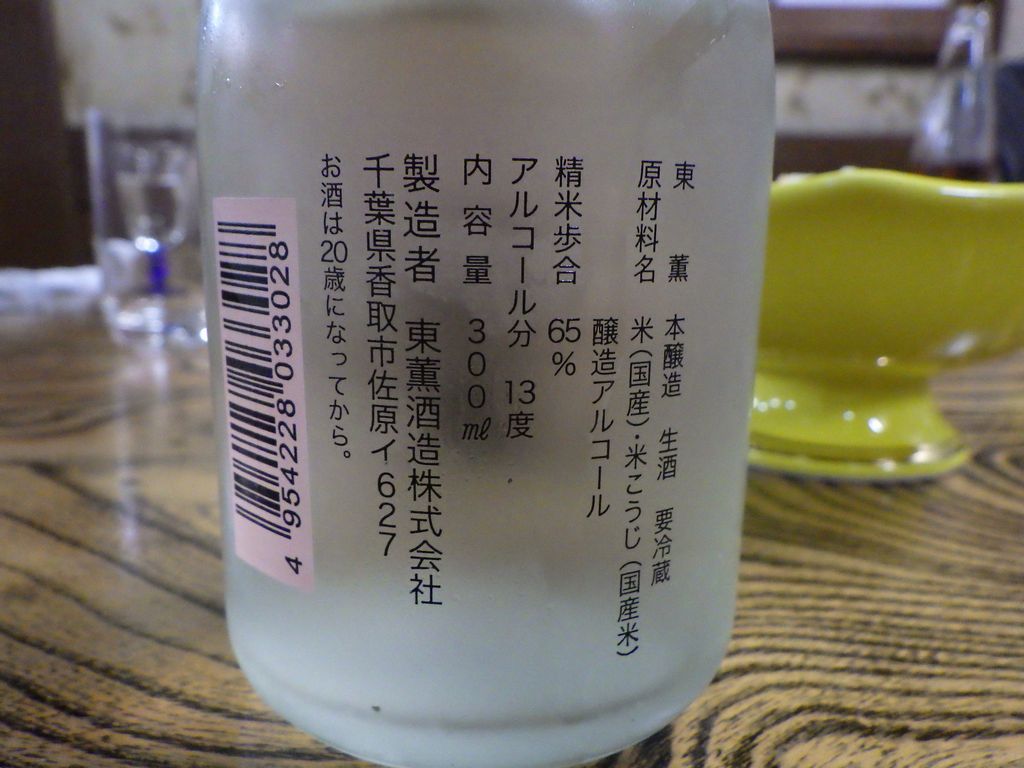 東薫 本醸造 生酒 要冷蔵
原材料名 米(国産)・米こうじ(国産米)
醸造アルコール
精米歩合 65%
アルコール分 13度
内容量 300㎖
製造者 東薫酒造株式会社
千葉県香取市佐原イ627
お酒は20歳になってから。
4954228033028